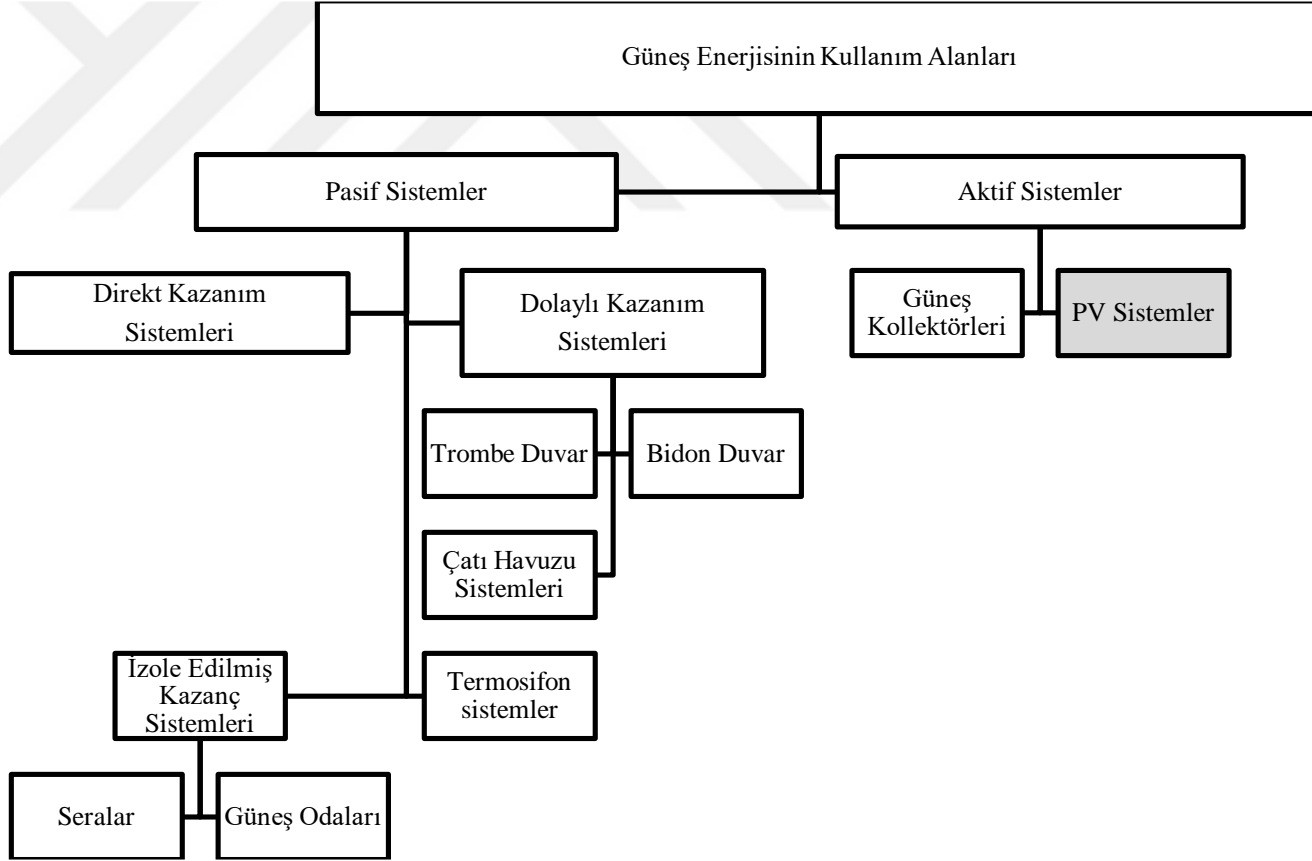 Güneş Enerjisinin Kullanım Alanları
Pasif Sistemler
Aktif Sistemler
Direkt Kazanım
Sistemleri
Dolaylı Kazanım
Sistemleri
Güneş
Kollektörleri
PV Sistemler
Trombe Duvar
Bidon Duvar
Çatı Havuzu
Sistemleri
İzole Edilmiş
Kazanç
Sistemleri
Termosifon
sistemler
Seralar
Güneş Odaları